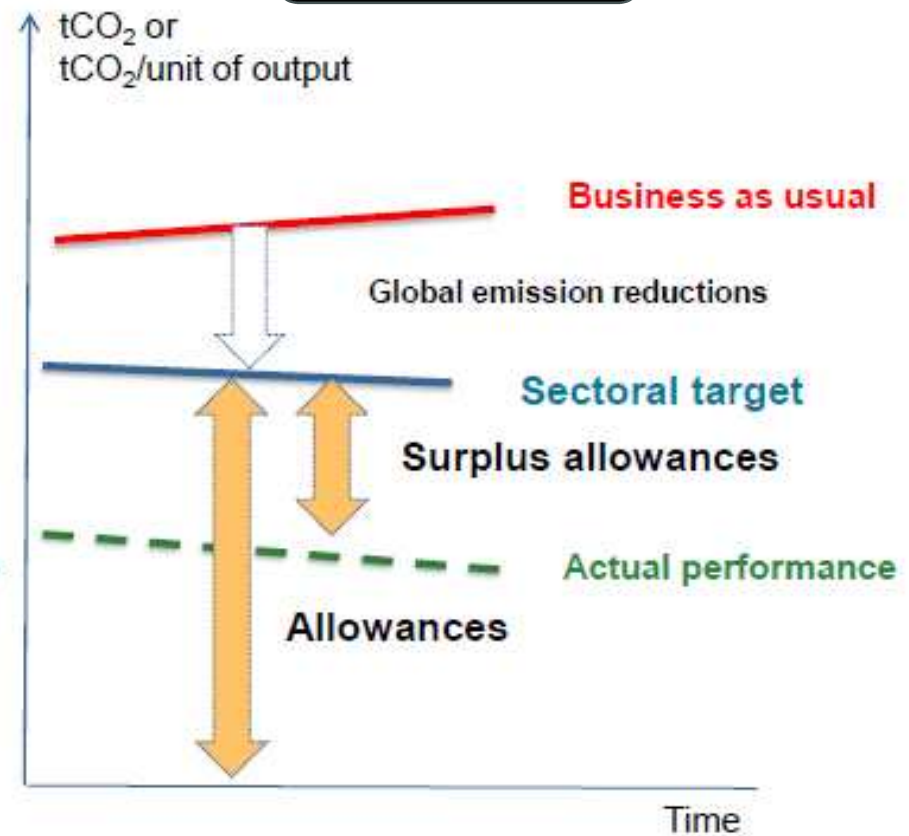 tCO₂ or
tCO₂/unit of output
Business as usual
Global emission reductions
Sectoral target
Surplus allowances
Actual performance
Allowances
Time